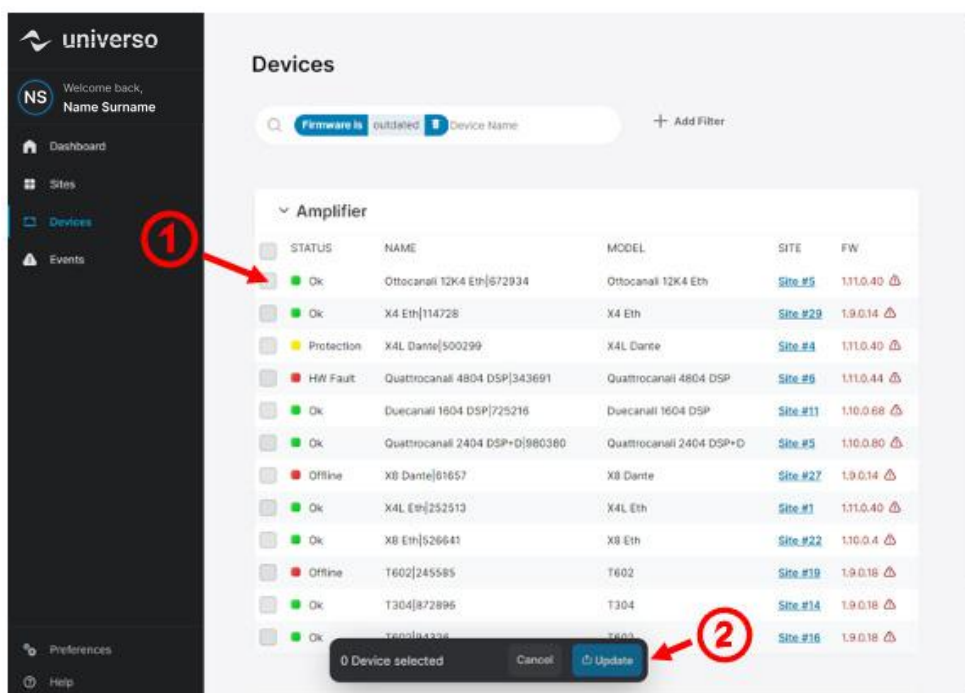 universo
NS
Welcome back,
Name Surname
Dashboard
Sites
Devices
Events
Preferences
Help
Devices
Firmware is outdated Device Name
+ Add Filter
Amplifier
STATUS NAME MODEL SITE FW
Ok Ottocanali 12K4 Eth|672934 Ottocanali 12K4 Eth Site #5 1.11.0.40
Ok X4 Eth|114728 X4 Eth Site #29 1.9.0.14
Protection X4L Dante|500299 X4L Dante Site #4 1.11.0.40
HW Fault Quattrocanali 4804 DSP|343691 Quattrocanali 4804 DSP Site #6 1.11.0.44
Ok Duecanali 1604 DSP|725216 Duecanali 1604 DSP Site #11 1.10.0.68
Ok Quattrocanali 2404 DSP+D|980380 Quattrocanali 2404 DSP+D Site #5 1.10.0.80
Offline X8 Dante|61657 X8 Dante Site #27 1.9.0.14
Ok X4L Eth|252513 X4L Eth Site #1 1.11.0.40
Ok X8 Eth|526641 X8 Eth Site #22 1.10.0.4
Offline T602|245585 T602 Site #19 1.9.0.18
Ok T304|872896 T304 Site #14 1.9.0.18
Ok Site #16 1.9.0.18
0 Device selected Cancel Update
1
2